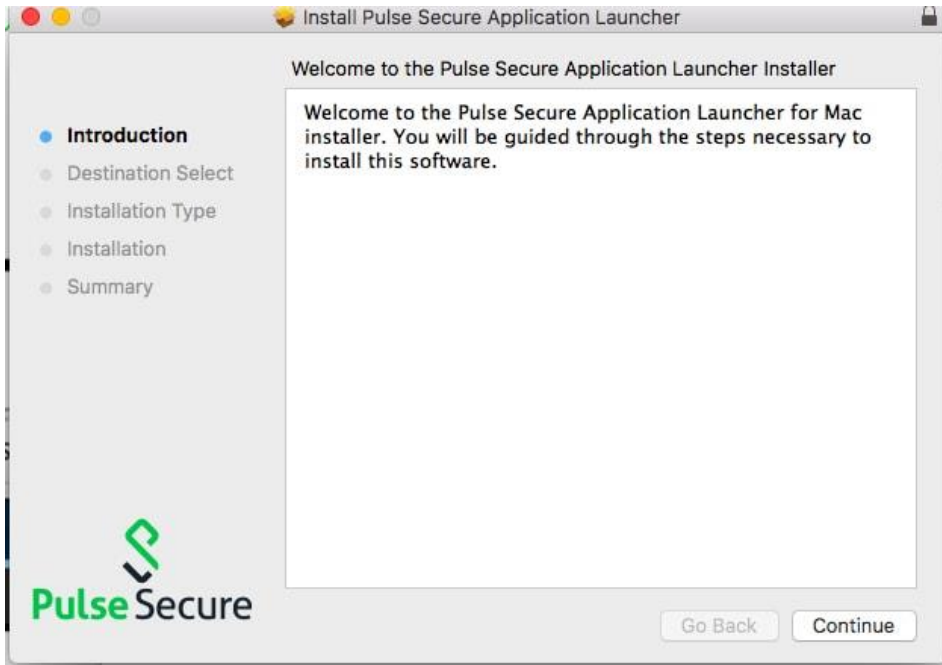 Install Pulse Secure Application Launcher
Welcome to the Pulse Secure Application Launcher Installer
Introduction
Destination Select
Installation Type
Installation
Summary
Welcome to the Pulse Secure Application Launcher for Mac
installer. You will be guided through the steps necessary to
install this software.
Pulse Secure
Go Back
Continue